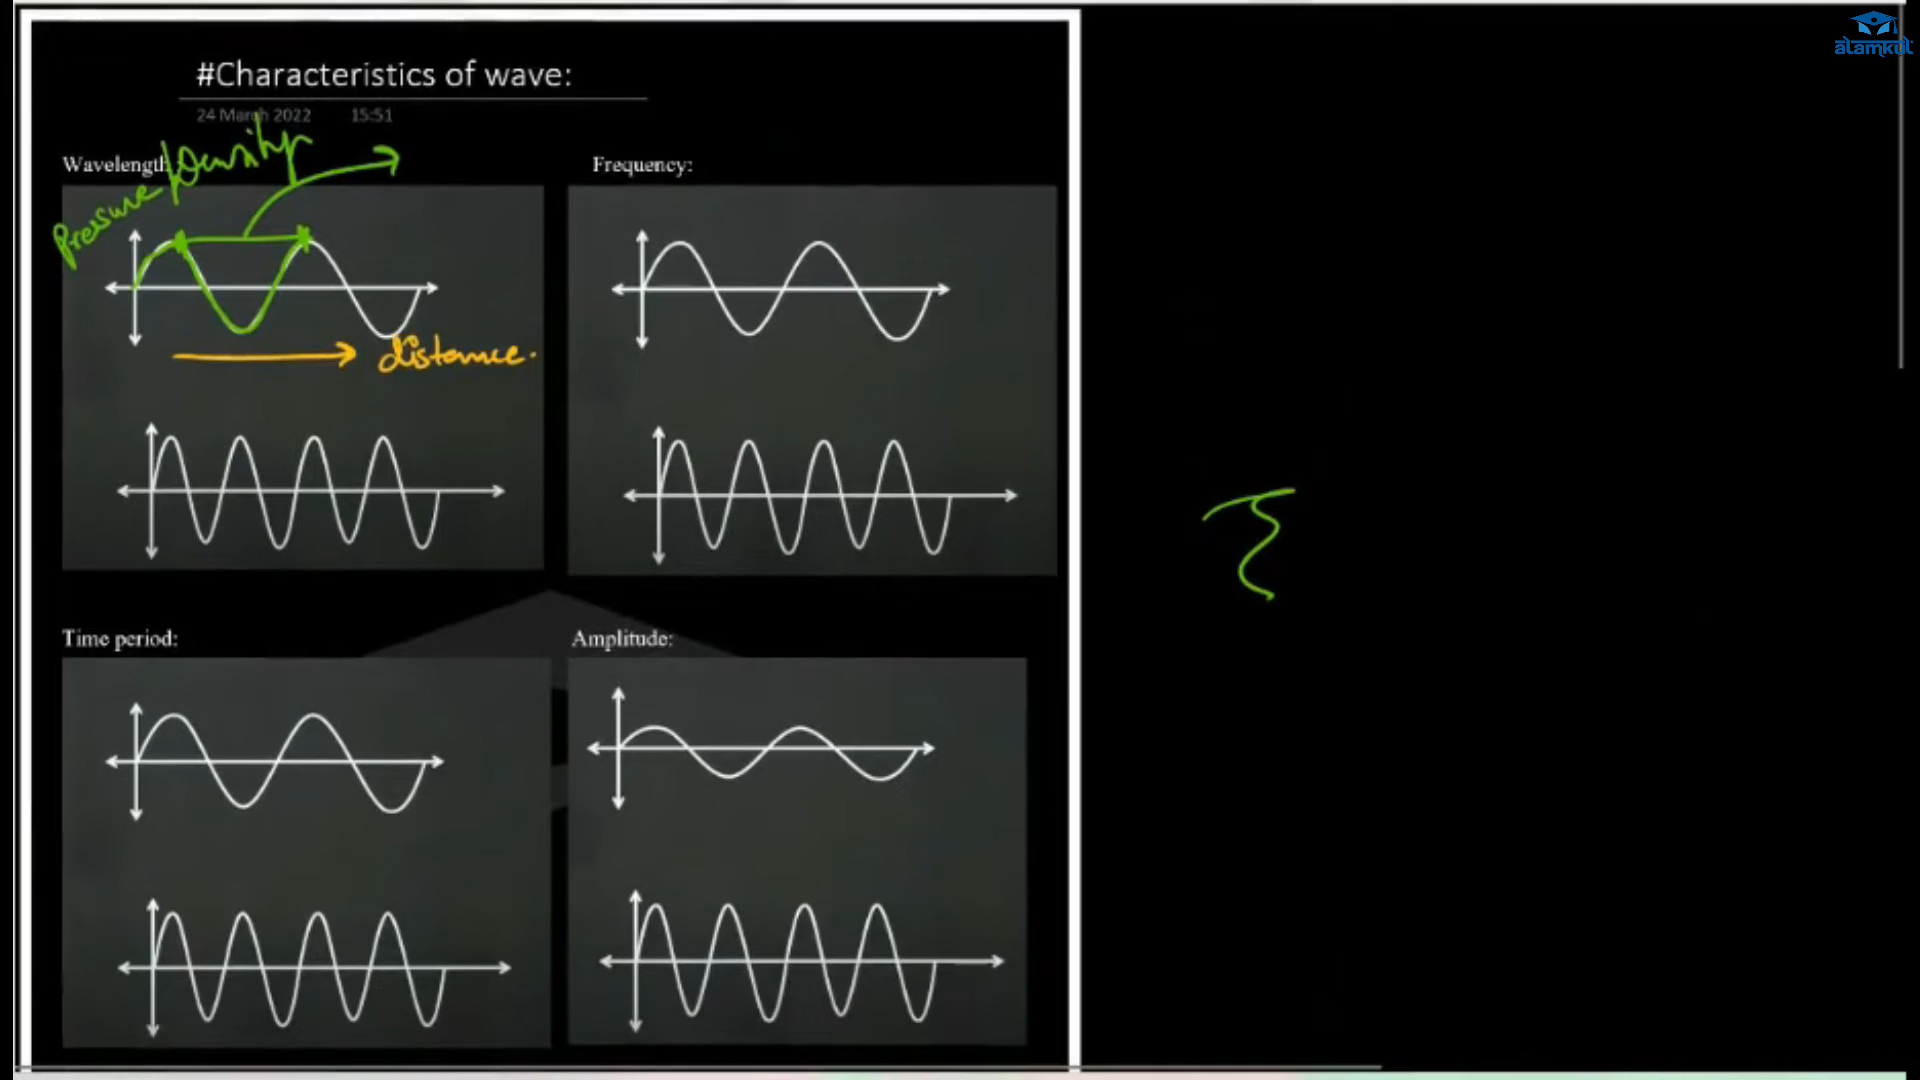 alamkul
#Characteristics of wave:
24 March 2022 15:51
Wavelength
Pressure/Density
distance.
Frequency:
Time period:
Amplitude: